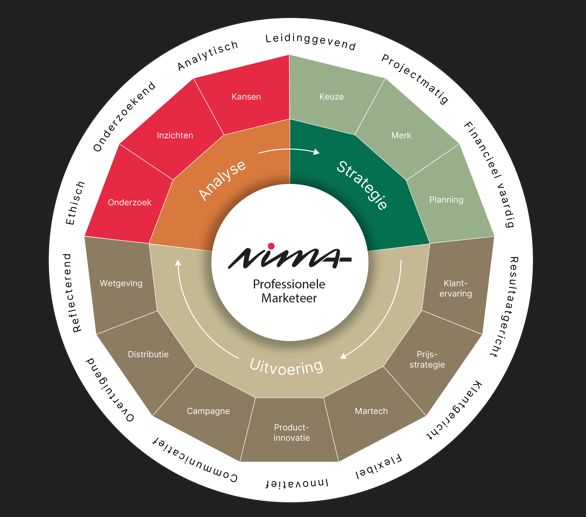 Leidinggevend
Projectmatig
Financieel vaardig
Resultaatgericht
Klantgericht
Flexibel
Innovatief
Communicatief
Overtuigend
Reflecterend
Ethisch
Onderzoekend
Analytisch
Kansen
Keuze
Inzichten
Merk
Onderzoek
Planning
Analyse
Strategie
NIMA
Professionele
Marketeer
Wetgeving
Klant-
ervaring
Distributie
Prijs-
strategie
Uitvoering
Campagne
Martech
Product-
innovatie